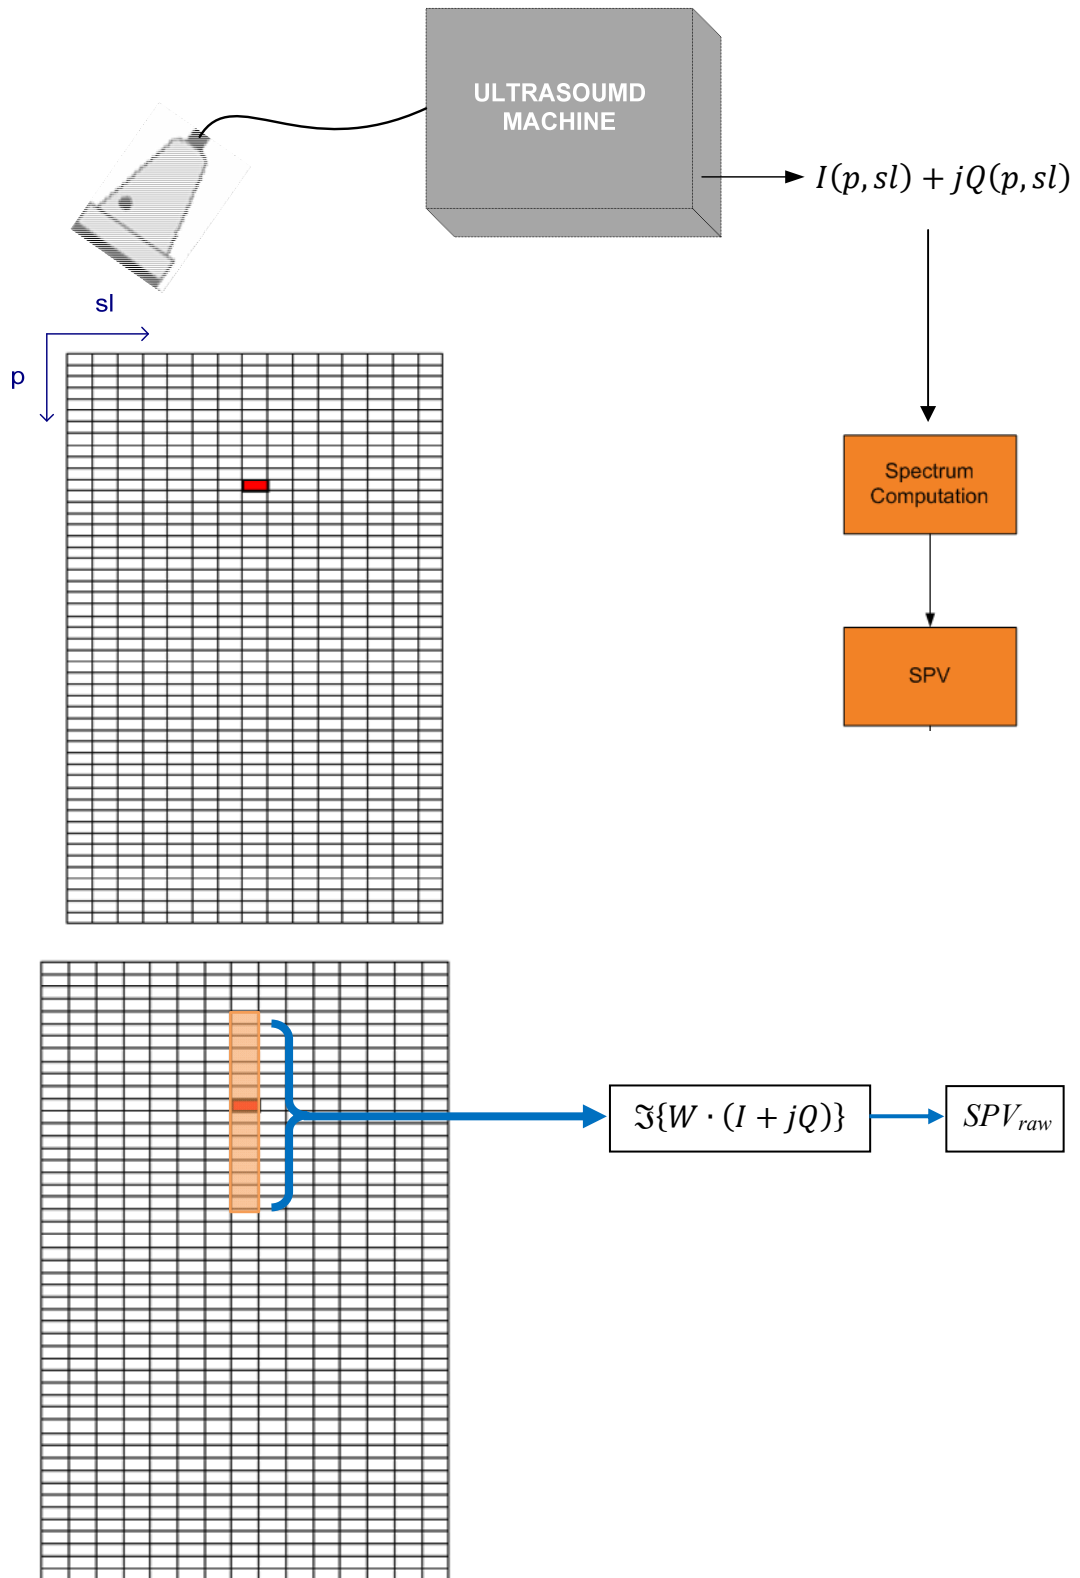 ULTRASOUMD
MACHINE
I(p, sl) + jQ(p, sl)
sl
p
Spectrum
Computation
SPV
ℑ{W · (I + jQ)}
SPV_raw